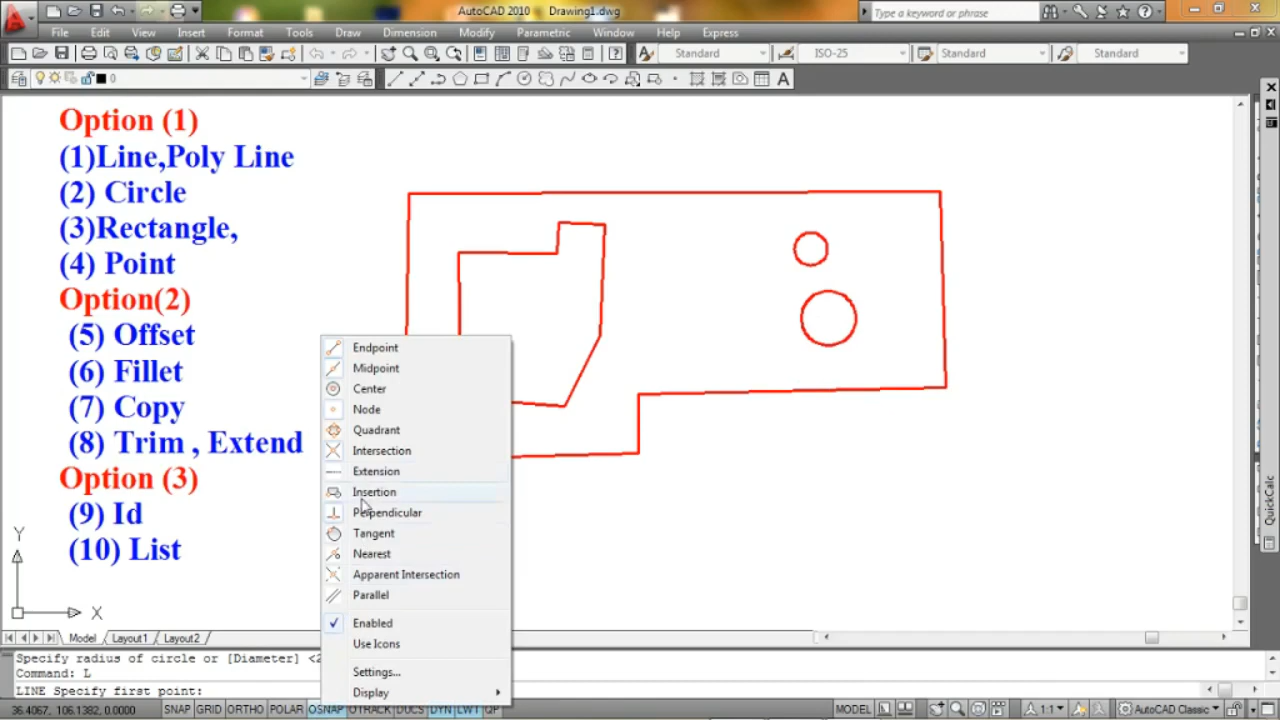 AutoCAD 2010 Drawing1.dwg
Type a keyword or phrase
File Edit View Insert Format Tools Draw Dimension Modify Parametric Window Help Express
Standard ISO-25 Standard Standard
0
Option (1)
(1)Line,Poly Line
(2) Circle
(3)Rectangle,
(4) Point
Option(2)
(5) Offset
(6) Fillet
(7) Copy
(8) Trim , Extend
Option (3)
(9) Id
(10) List
Endpoint
Midpoint
Center
Node
Quadrant
Intersection
Extension
Insertion
Perpendicular
Tangent
Nearest
Apparent Intersection
Parallel
Enabled
Use Icons
Settings...
Display
QuickCalc
Y
X
Model Layout1 Layout2
Specify radius of circle or [Diameter] <2
Command: L
LINE Specify first point:
36.4067, 106.1382, 0.0000 SNAP GRID ORTHO POLAR OSNAP OTRACK DUCS DYN LWT QP MODEL 1:1 AutoCAD Classic